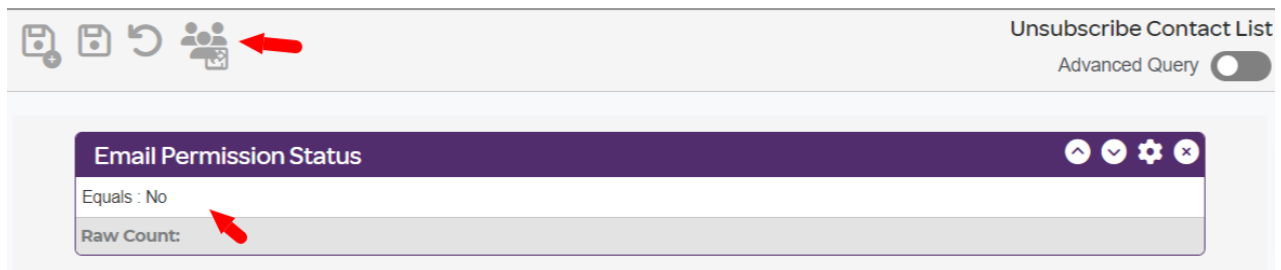 Unsubscribe Contact List
Advanced Query
Email Permission Status
Equals : No
Raw Count: